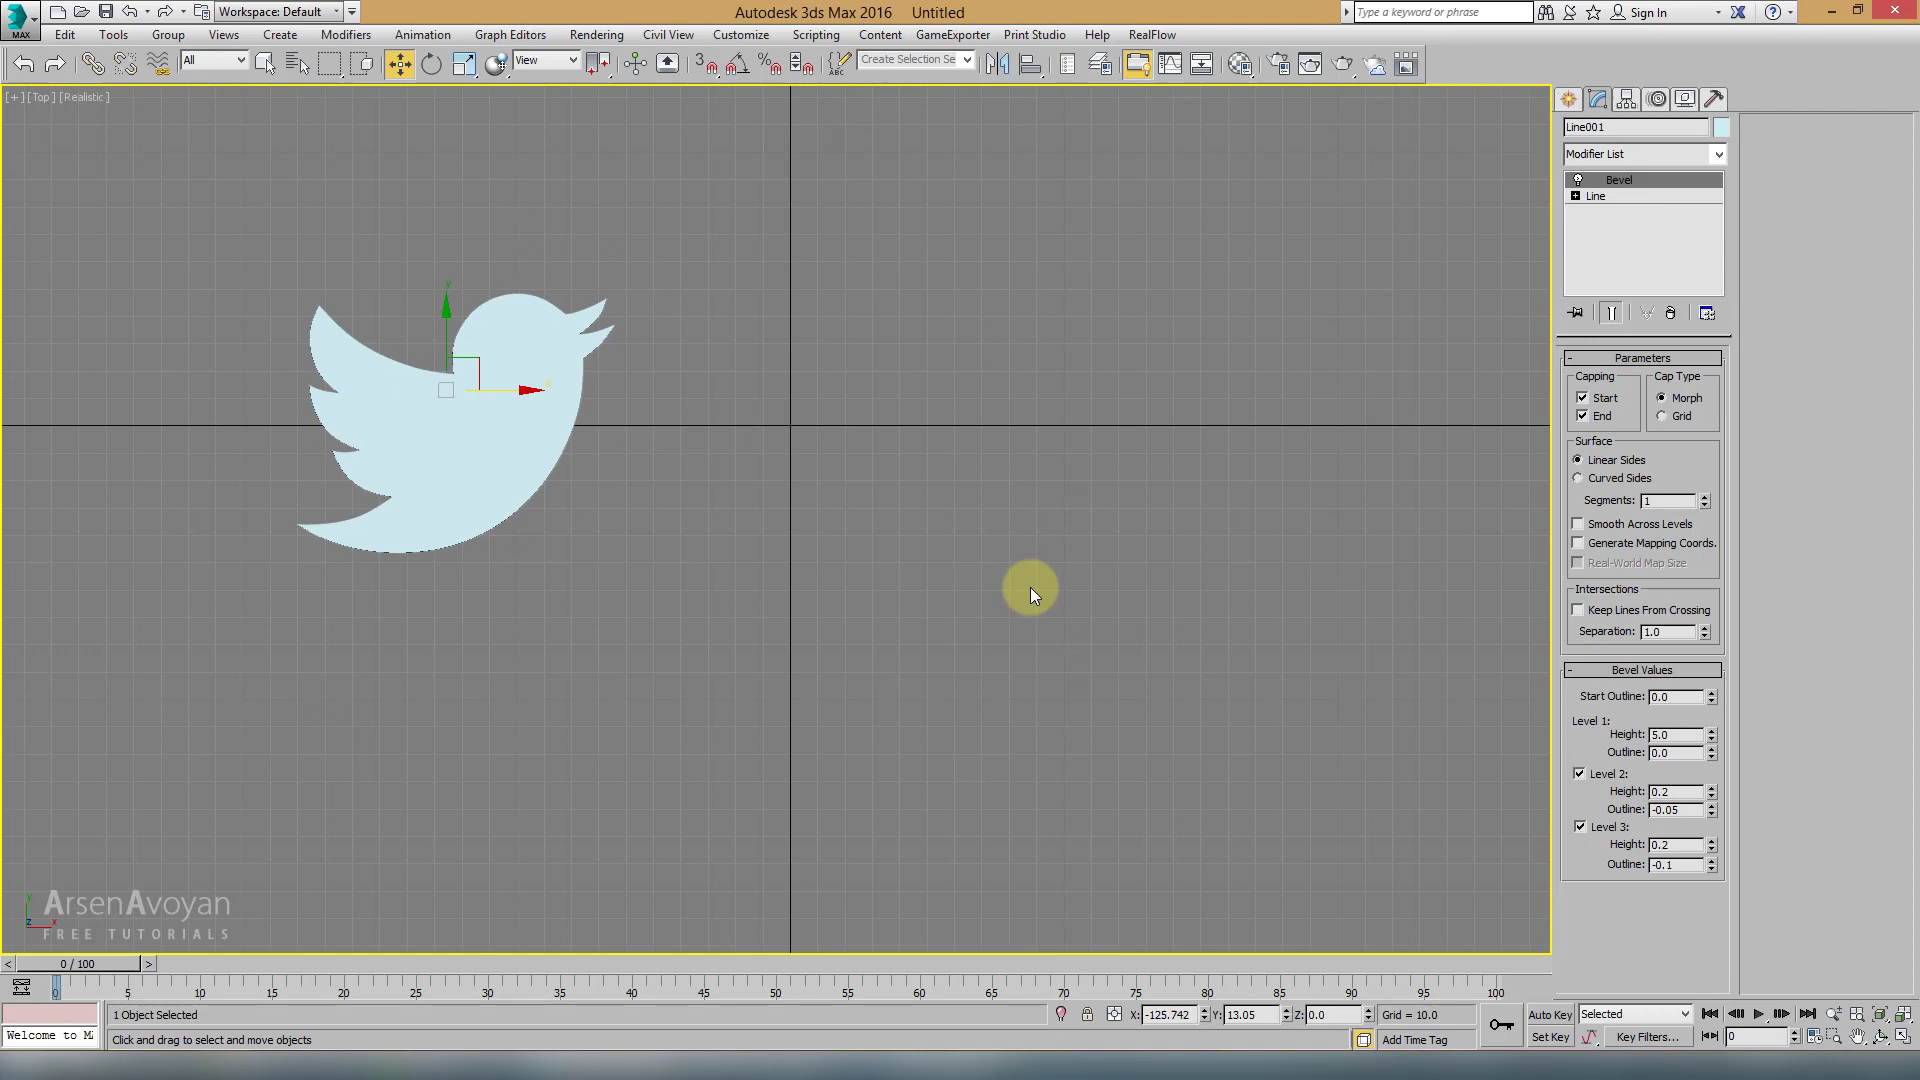 MAX
Workspace: Default
Autodesk 3ds Max 2016 Untitled
Type a keyword or phrase
Sign In
Edit Tools Group Views Create Modifiers Animation Graph Editors Rendering Civil View Customize Scripting Content GameExporter Print Studio Help RealFlow
All
View
3
%
ABC
Create Selection Se
[+] [Top] [Realistic]
Line001
Modifier List
Bevel
Line
Parameters
Capping
Cap Type
Start
Morph
End
Grid
Surface
Linear Sides
Curved Sides
Segments: 1
Smooth Across Levels
Generate Mapping Coords.
Real-World Map Size
Intersections
Keep Lines From Crossing
Separation: 1.0
Bevel Values
Start Outline: 0.0
Level 1:
Height: 5.0
Outline: 0.0
Level 2:
Height: 0.2
Outline: -0.05
Level 3:
Height: 0.2
Outline: -0.1
y
x
y
z
x
ArsenAvoyan
FREE TUTORIALS
< 0 / 100 >
0 5 10 15 20 25 30 35 40 45 50 55 60 65 70 75 80 85 90 95 100
1 Object Selected
X: -125.742 Y: 13.05 Z: 0.0
Grid = 10.0
Auto Key
Selected
Welcome to M
Click and drag to select and move objects
Add Time Tag
Set Key
Key Filters...
0